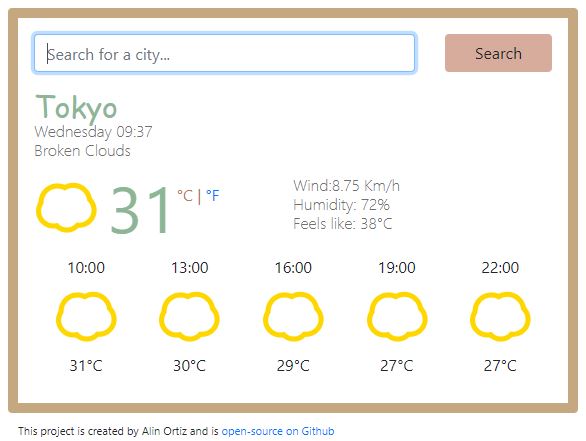 Search for a city...
Search
Tokyo
Wednesday 09:37
Broken Clouds
31 °C | °F
Wind:8.75 Km/h
Humidity: 72%
Feels like: 38°C
10:00 13:00 16:00 19:00 22:00
31°C 30°C 29°C 27°C 27°C
This project is created by Alin Ortiz and is open-source on Github